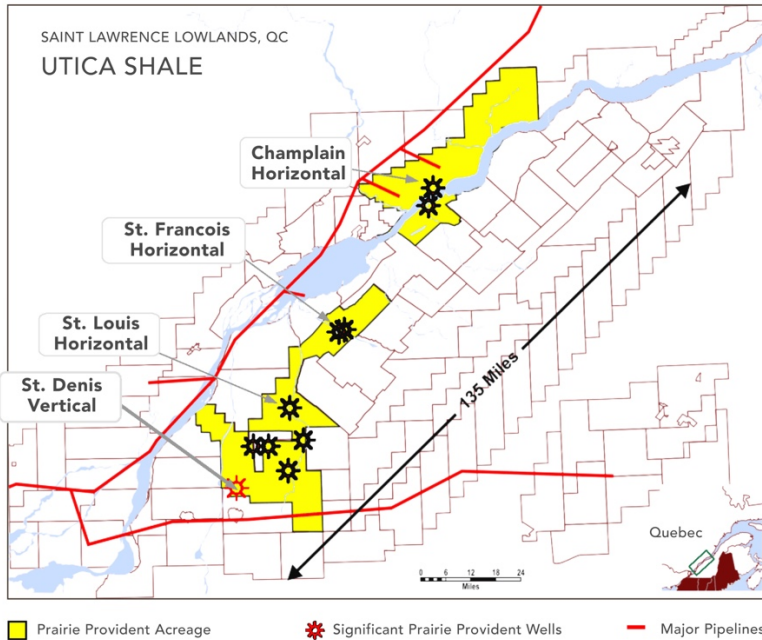 SAINT LAWRENCE LOWLANDS, QC
UTICA SHALE
Champlain
Horizontal
St. Francois
Horizontal
St. Louis
Horizontal
St. Denis
Vertical
135 Miles
Quebec
0 6 12 18 24
Miles
Prairie Provident Acreage
Significant Prairie Provident Wells
Major Pipelines